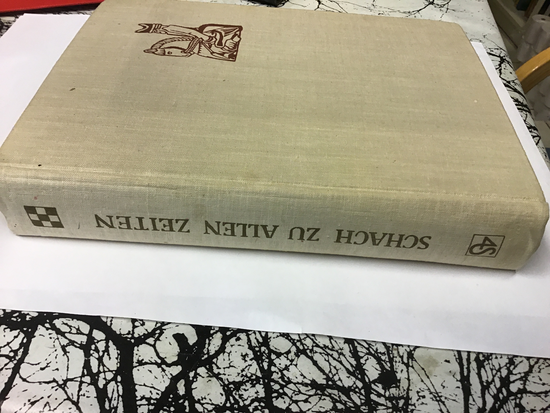 SCHACH ZU ALLEN ZEITEN